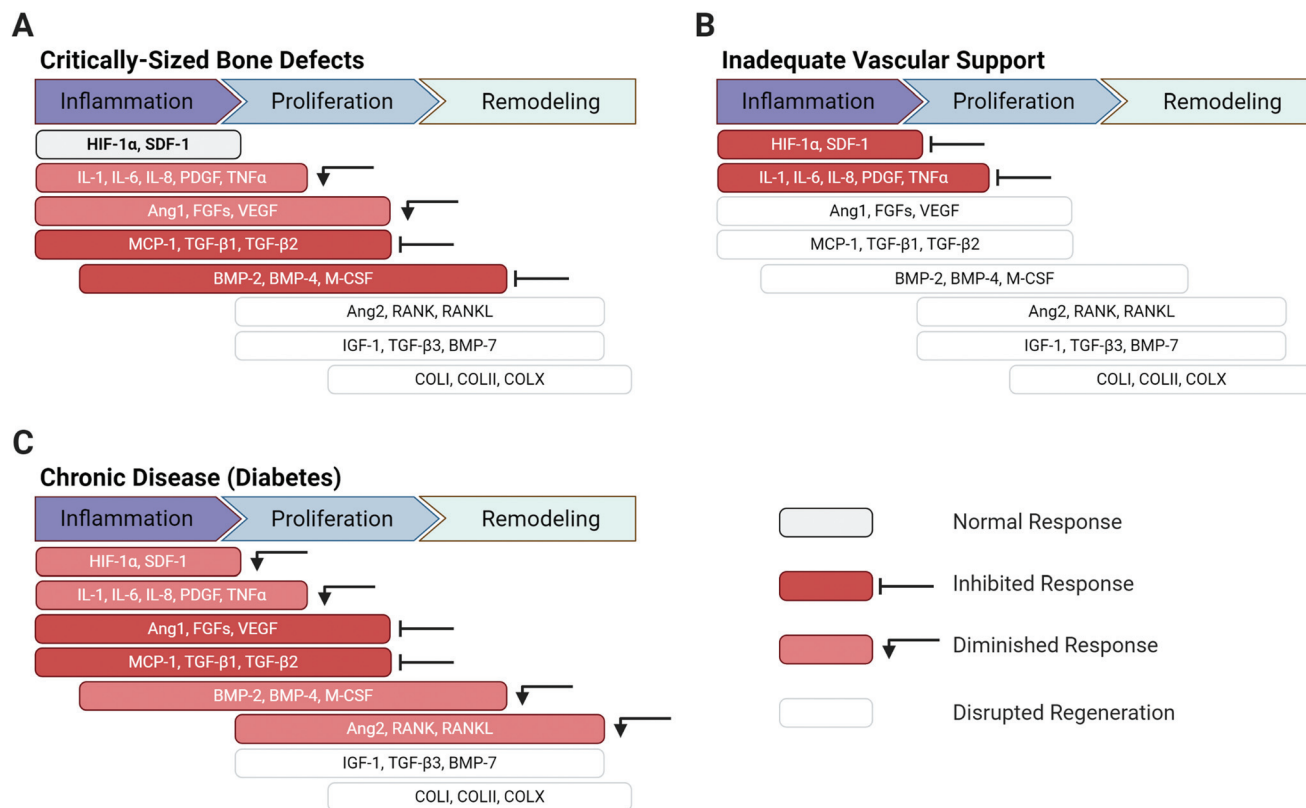 A
Critically-Sized Bone Defects
Inflammation
Proliferation
Remodeling
HIF-1α, SDF-1
IL-1, IL-6, IL-8, PDGF, TNFα
Ang1, FGFs, VEGF
MCP-1, TGF-β1, TGF-β2
BMP-2, BMP-4, M-CSF
Ang2, RANK, RANKL
IGF-1, TGF-β3, BMP-7
COLI, COLII, COLX
B
Inadequate Vascular Support
Inflammation
Proliferation
Remodeling
HIF-1α, SDF-1
IL-1, IL-6, IL-8, PDGF, TNFα
Ang1, FGFs, VEGF
MCP-1, TGF-β1, TGF-β2
BMP-2, BMP-4, M-CSF
Ang2, RANK, RANKL
IGF-1, TGF-β3, BMP-7
COLI, COLII, COLX
C
Chronic Disease (Diabetes)
Inflammation
Proliferation
Remodeling
HIF-1α, SDF-1
IL-1, IL-6, IL-8, PDGF, TNFα
Ang1, FGFs, VEGF
MCP-1, TGF-β1, TGF-β2
BMP-2, BMP-4, M-CSF
Ang2, RANK, RANKL
IGF-1, TGF-β3, BMP-7
COLI, COLII, COLX
Normal Response
Inhibited Response
Diminished Response
Disrupted Regeneration